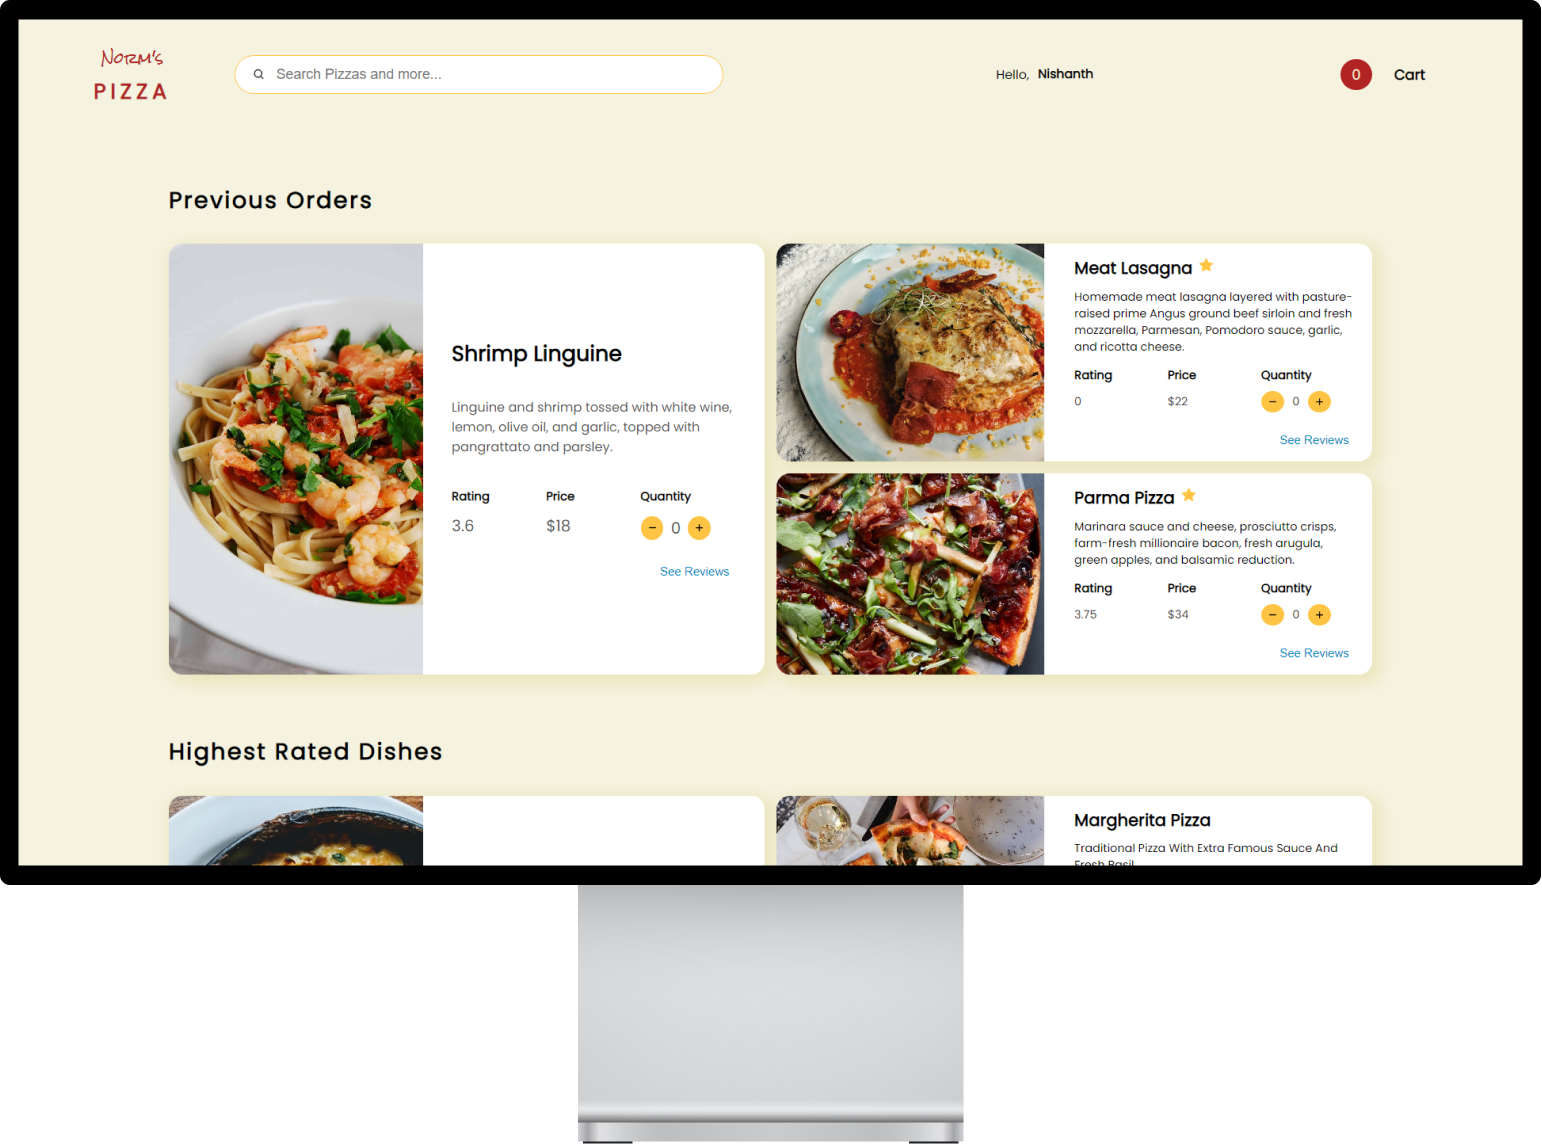 Norm's
PIZZA
Search Pizzas and more...
Hello, Nishanth
0
Cart
Previous Orders
Shrimp Linguine
Linguine and shrimp tossed with white wine,
lemon, olive oil, and garlic, topped with
pangrattato and parsley.
Rating Price Quantity
3.6 $18 − 0 +
See Reviews
Meat Lasagna
Homemade meat lasagna layered with pasture-
raised prime Angus ground beef sirloin and fresh
mozzarella, Parmesan, Pomodoro sauce, garlic,
and ricotta cheese.
Rating Price Quantity
0 $22 − 0 +
See Reviews
Parma Pizza
Marinara sauce and cheese, prosciutto crisps,
farm-fresh millionaire bacon, fresh arugula,
green apples, and balsamic reduction.
Rating Price Quantity
3.75 $34 − 0 +
See Reviews
Highest Rated Dishes
Margherita Pizza
Traditional Pizza With Extra Famous Sauce And
Fresh Basil